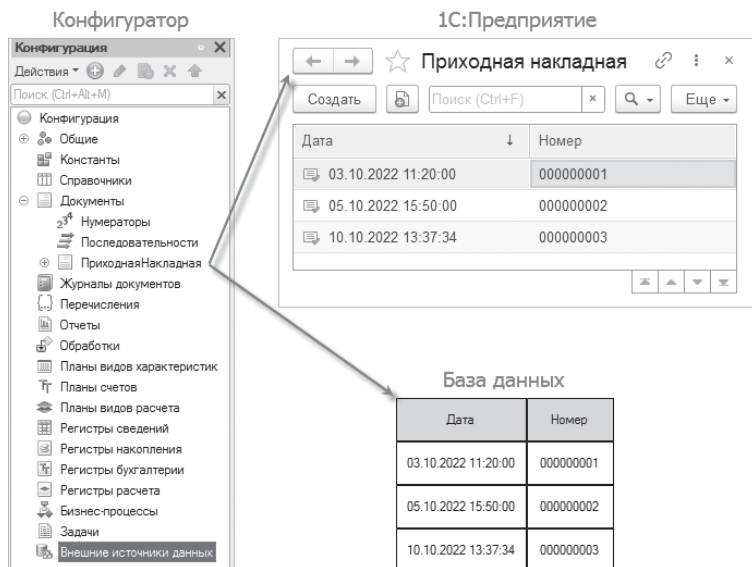 Конфигуратор
Конфигурация
Действия
Поиск (Ctrl+Alt+M)
Конфигурация
Общие
Константы
Справочники
Документы
Нумераторы
Последовательности
ПриходнаяНакладная
Журналы документов
Перечисления
Отчеты
Обработки
Планы видов характеристик
Планы счетов
Планы видов расчета
Регистры сведений
Регистры накопления
Регистры бухгалтерии
Регистры расчета
Бизнес-процессы
Задачи
Внешние источники данных
1С:Предприятие
Приходная накладная
Создать Поиск (Ctrl+F) Еще
Дата Номер
03.10.2022 11:20:00 000000001
05.10.2022 15:50:00 000000002
10.10.2022 13:37:34 000000003
База данных
Дата Номер
03.10.2022 11:20:00 000000001
05.10.2022 15:50:00 000000002
10.10.2022 13:37:34 000000003